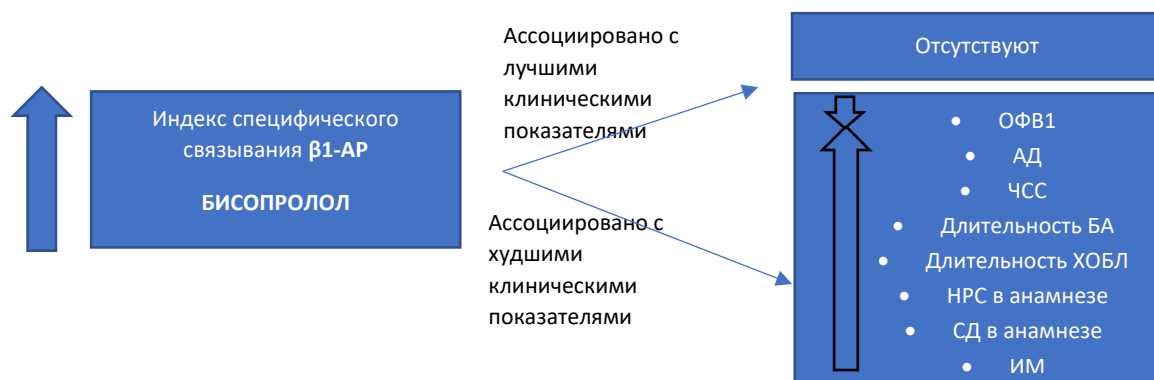 Индекс специфического
связывания β1-АР
БИСОПРОЛОЛ
Ассоциировано с
лучшими
клиническими
показателями
Ассоциировано с
худшими
клиническими
показателями
Отсутствуют
• ОФВ1
• АД
• ЧСС
• Длительность БА
• Длительность ХОБЛ
• НРС в анамнезе
• СД в анамнезе
• ИМ